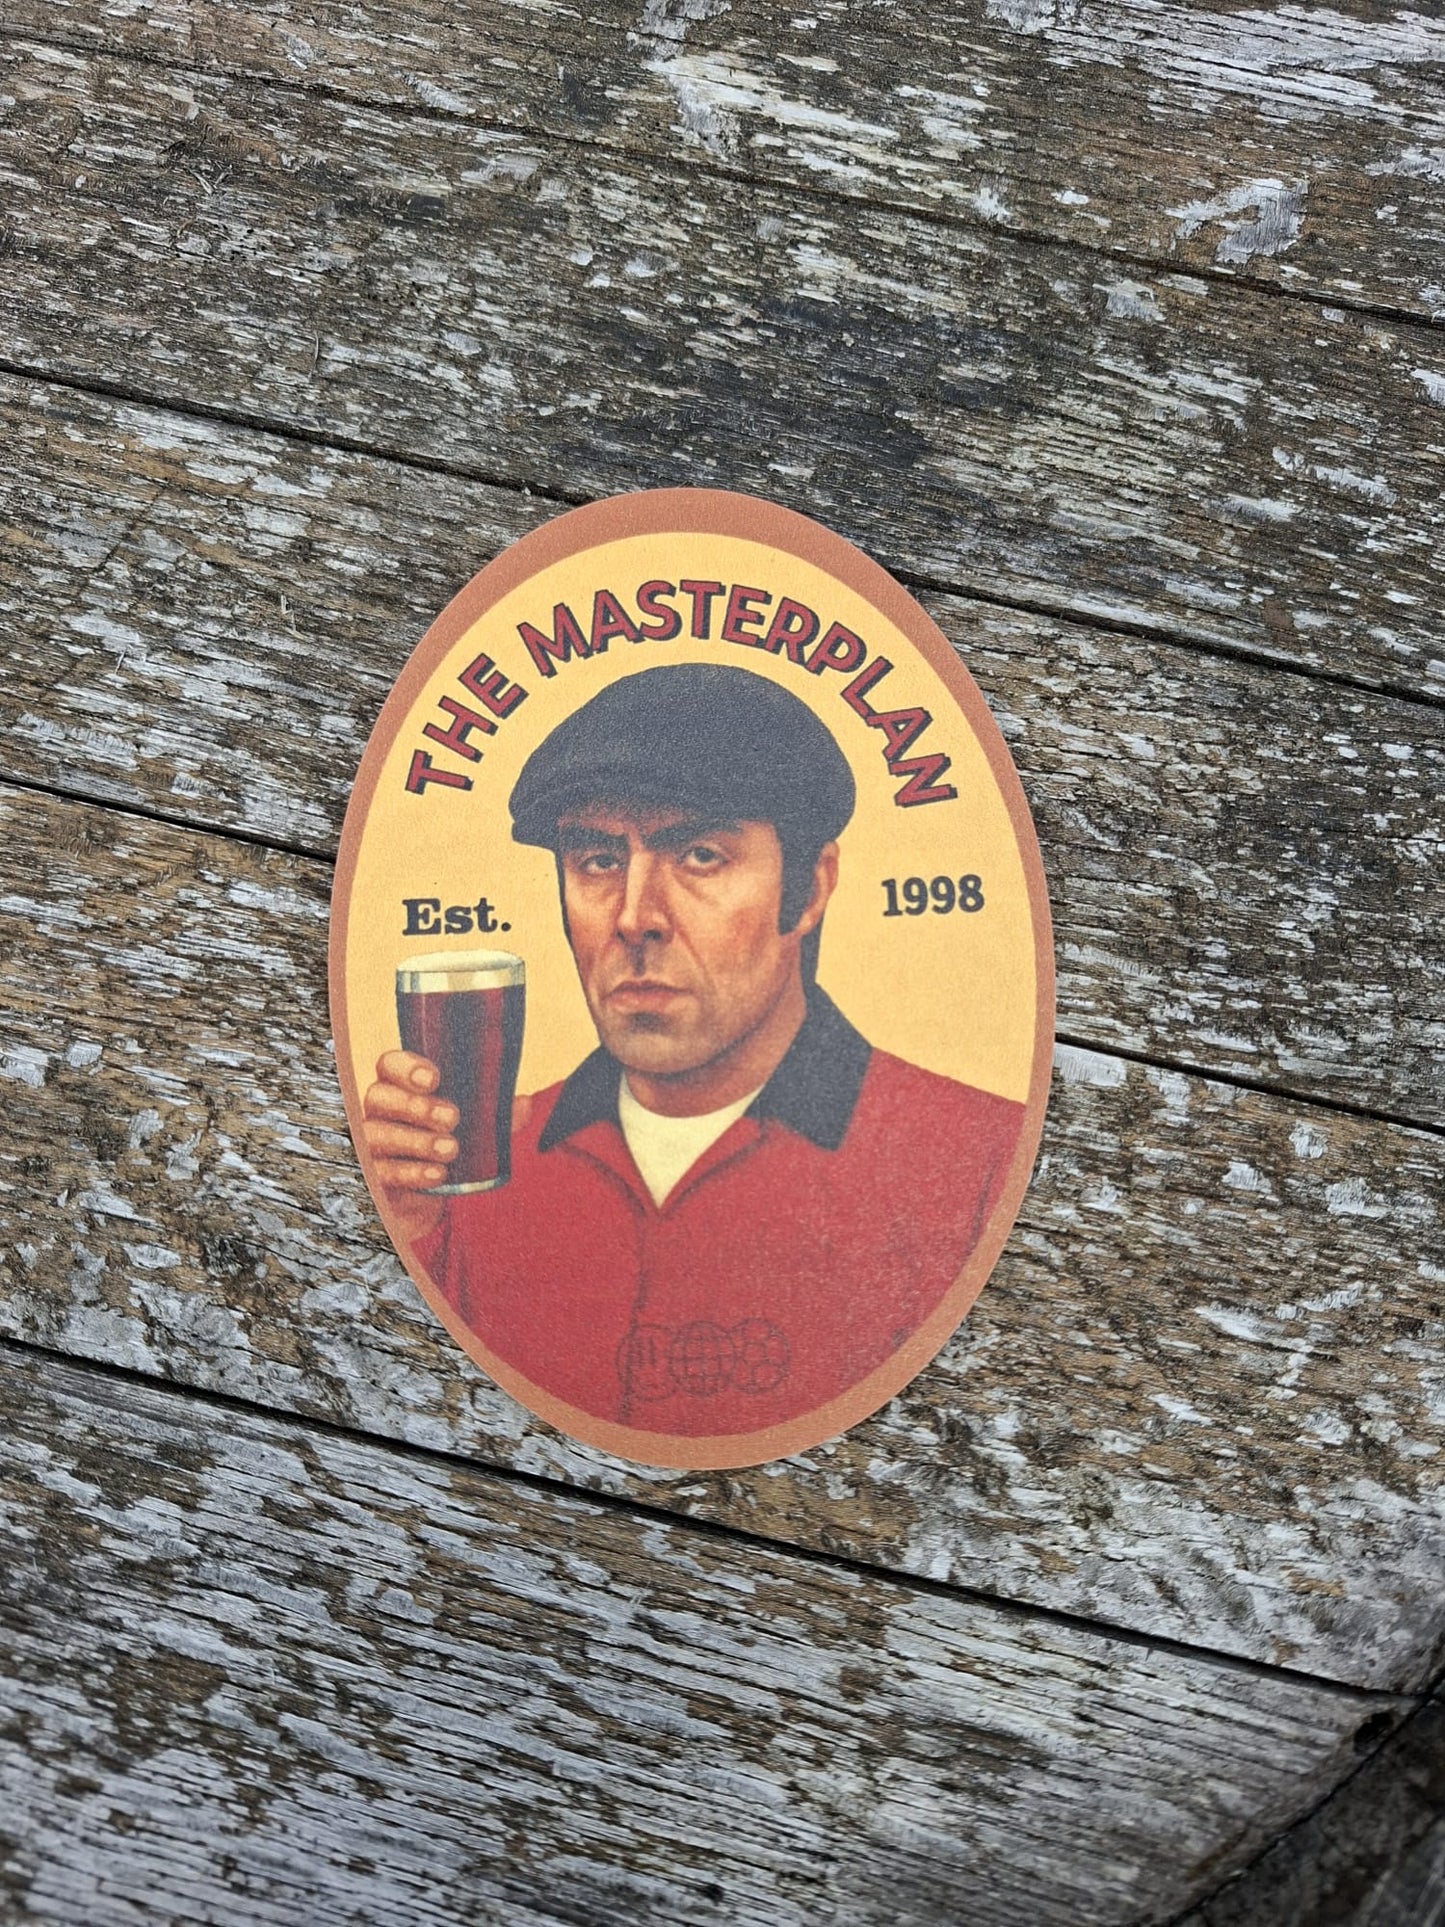 THE MASTERPLAN
Est. 1998